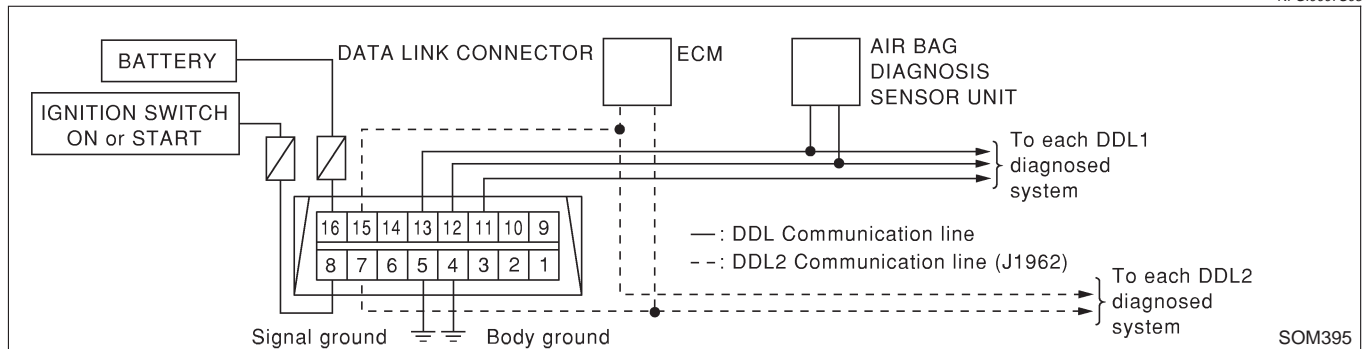 BATTERY
IGNITION SWITCH
ON or START
DATA LINK CONNECTOR
ECM
AIR BAG
DIAGNOSIS
SENSOR UNIT
To each DDL1
diagnosed
system
16 15 14 13 12 11 10 9
8 7 6 5 4 3 2 1
: DDL Communication line
: DDL2 Communication line (J1962)
To each DDL2
diagnosed
system
Signal ground
Body ground
SOM395